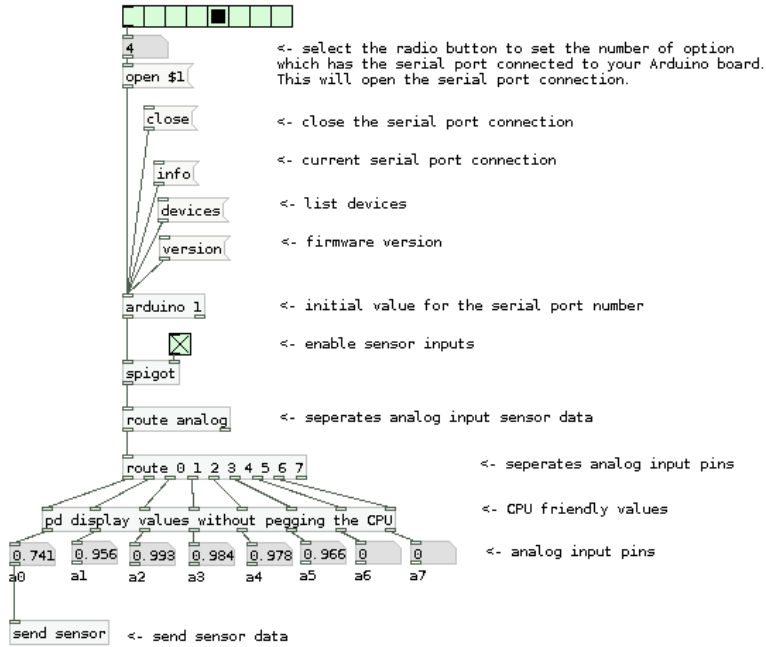 4
<- select the radio button to set the number of option
which has the serial port connected to your Arduino board.
This will open the serial port connection.
open $1
close
<- close the serial port connection
<- current serial port connection
info
devices
<- list devices
version
<- firmware version
arduino 1
<- initial value for the serial port number
<- enable sensor inputs
spigot
route analog
<- seperates analog input sensor data
route 0 1 2 3 4 5 6 7
<- seperates analog input pins
pd display values without pegging the CPU
<- CPU friendly values
0.741 0.956 0.993 0.984 0.978 0.966 0 0
<- analog input pins
a0 a1 a2 a3 a4 a5 a6 a7
send sensor
<- send sensor data